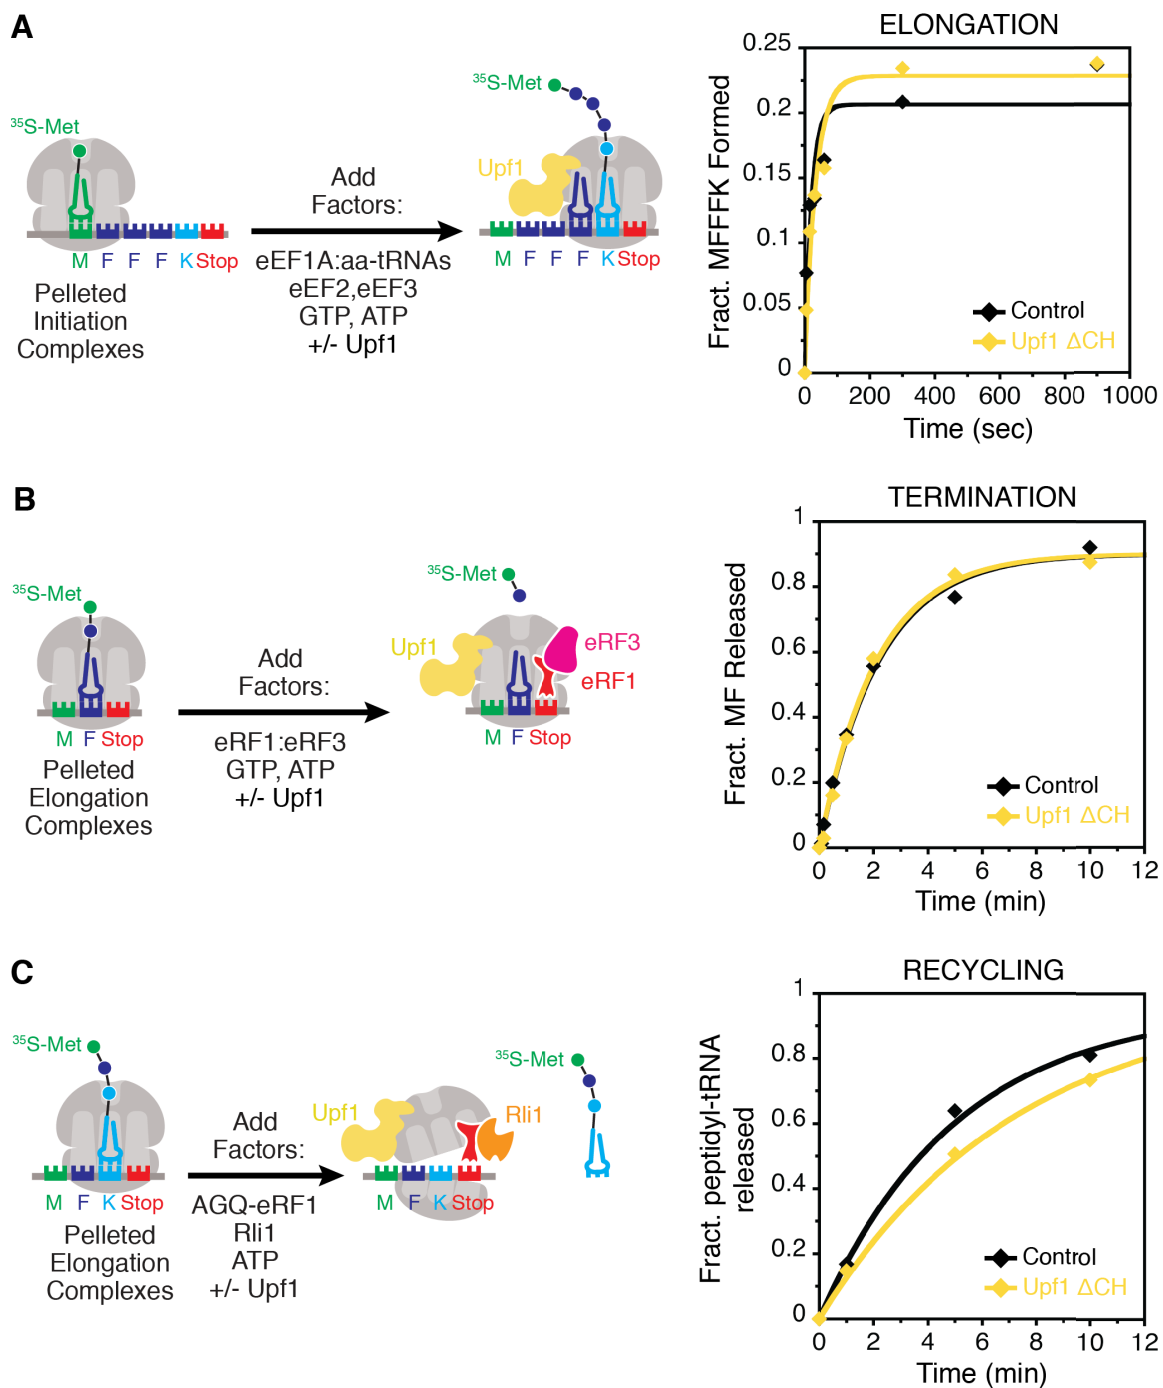 A
ELONGATION
³⁵S-Met
³⁵S-Met
Upf1
Add
Factors:
M F F F K Stop
M F F F K Stop
eEF1A:aa-tRNAs
eEF2,eEF3
GTP, ATP
+/- Upf1
Pelleted
Initiation
Complexes
Fract. MFFFK Formed
0.25
0.2
0.15
0.1
0.05
0
Control
Upf1 ΔCH
0 200 400 600 800 1000
Time (sec)
B
TERMINATION
³⁵S-Met
³⁵S-Met
Upf1
eRF3
eRF1
Add
Factors:
M F Stop
M F Stop
eRF1:eRF3
GTP, ATP
+/- Upf1
Pelleted
Elongation
Complexes
Fract. MF Released
1
0.8
0.6
0.4
0.2
0
Control
Upf1 ΔCH
0 2 4 6 8 10 12
Time (min)
C
RECYCLING
³⁵S-Met
³⁵S-Met
Upf1
Rli1
Add
Factors:
M F K Stop
M F K Stop
AGQ-eRF1
Rli1
ATP
+/- Upf1
Pelleted
Elongation
Complexes
Fract. peptidyl-tRNA
released
1
0.8
0.6
0.4
0.2
0
Control
Upf1 ΔCH
0 2 4 6 8 10 12
Time (min)